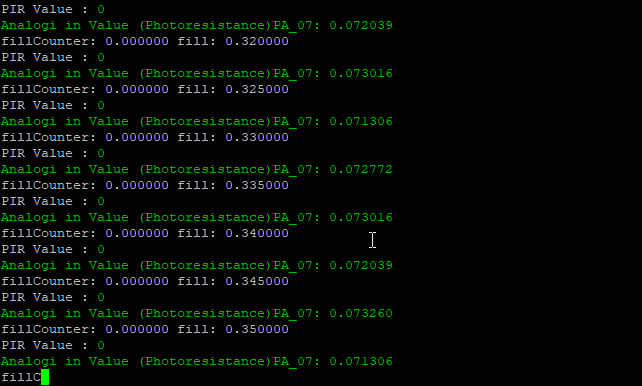 PIR Value : 0
Analogi in Value (Photoresistance)PA_07: 0.072039
fillCounter: 0.000000 fill: 0.320000
PIR Value : 0
Analogi in Value (Photoresistance)PA_07: 0.073016
fillCounter: 0.000000 fill: 0.325000
PIR Value : 0
Analogi in Value (Photoresistance)PA_07: 0.071306
fillCounter: 0.000000 fill: 0.330000
PIR Value : 0
Analogi in Value (Photoresistance)PA_07: 0.072772
fillCounter: 0.000000 fill: 0.335000
PIR Value : 0
Analogi in Value (Photoresistance)PA_07: 0.073016
fillCounter: 0.000000 fill: 0.340000
PIR Value : 0
Analogi in Value (Photoresistance)PA_07: 0.072039
fillCounter: 0.000000 fill: 0.345000
PIR Value : 0
Analogi in Value (Photoresistance)PA_07: 0.073260
fillCounter: 0.000000 fill: 0.350000
PIR Value : 0
Analogi in Value (Photoresistance)PA_07: 0.071306
fillC